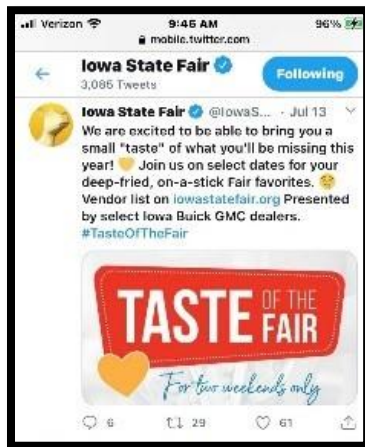 Verizon 9:46 AM 96%
mobile.twitter.com
Iowa State Fair
3,085 Tweets
Following
Iowa State Fair @IowaS... · Jul 13
We are excited to be able to bring you a
small "taste" of what you'll be missing this
year! 🧡 Join us on select dates for your
deep-fried, on-a-stick Fair favorites.
Vendor list on iowastatefair.org Presented
by select Iowa Buick GMC dealers.
#TasteOfTheFair
TASTE OF THE FAIR
For two weekends only
6 29 61